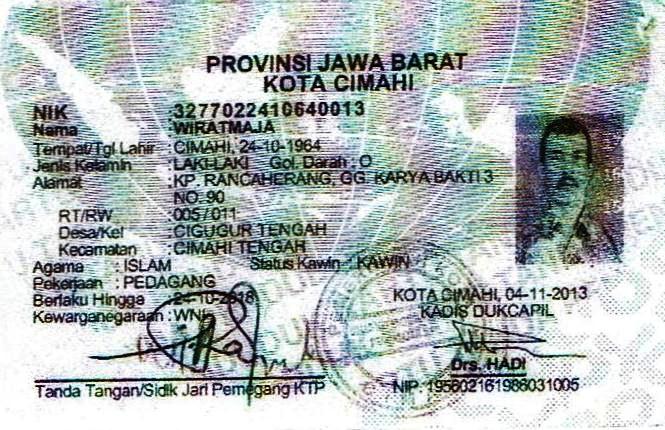 PROVINSI JAWA BARAT
KOTA CIMAHI
NIK : 3277022410640013
Nama : WIRATMAJA
Tempat/Tgl Lahir : CIMAHI, 24-10-1964
Jenis Kelamin : LAKI-LAKI Gol. Darah : O
Alamat : KP. RANCAHERANG, GG. KARYA BAKTI 3
NO. 90
RT/RW : 005 / 011
Desa/Kel : CIGUGUR TENGAH
Kecamatan : CIMAHI TENGAH
Agama : ISLAM Status Kawin : KAWIN
Pekerjaan : PEDAGANG
Berlaku Hingga : 24-10-2018 KOTA CIMAHI, 04-11-2013
Kewarganegaraan : WNI KADIS DUKCAPIL
Drs. HADI
Tanda Tangan/Sidik Jari Pemegang KTP NIP. 195602161986031005